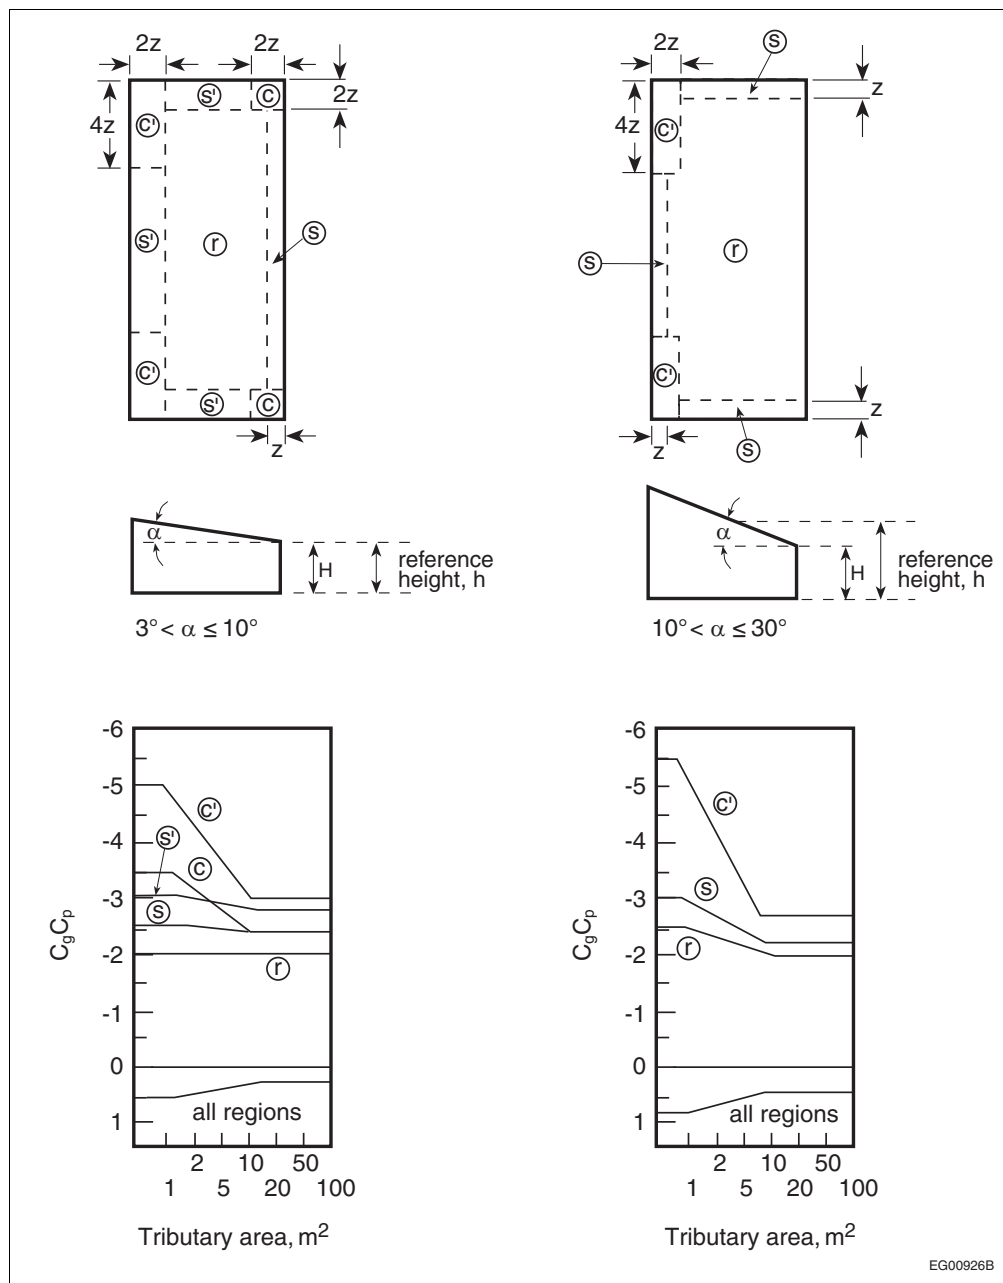 2z 2z
s' c 2z
c' 4z
s' r s
c'
s' c
z
2z s
z
4z c'
s r
c'
z
z s
α H reference
height, h
3° < α ≤ 10°
α H reference
height, h
10° < α ≤ 30°
-6
-5
-4
-3
-2
-1
0
1
CgCp
c'
s'
c
s
r
all regions
2 10 50
1 5 20 100
Tributary area, m2
-6
-5
-4
-3
-2
-1
0
1
CgCp
c'
s
r
all regions
2 10 50
1 5 20 100
Tributary area, m2
EG00926B